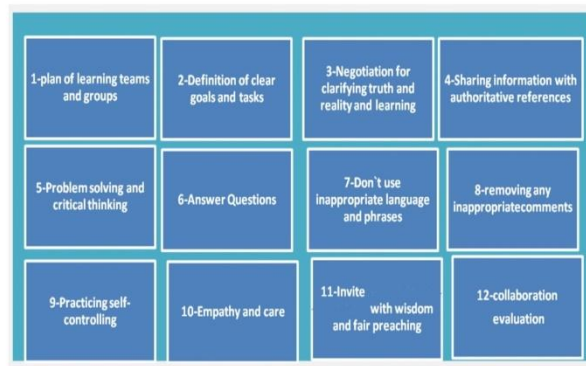 1-plan of learning teams
and groups
2-Definition of clear
goals and tasks
3-Negotiation for
clarifying truth and
reality and learning
4-Sharing information with
authoritative references
5-Problem solving and
critical thinking
6-Answer Questions
7-Don`t use
inappropriate language
and phrases
8-removing any
inappropriatecomments
9-Practicing self-
controlling
10-Empathy and care
11-Invite
with wisdom
and fair preaching
12-collaboration
evaluation